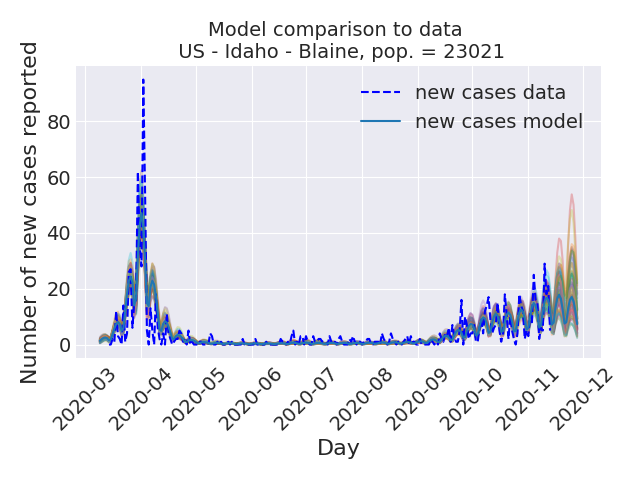 Model comparison to data
US - Idaho - Blaine, pop. = 23021
Number of new cases reported
80
60
40
20
0
new cases data
new cases model
2020-03
2020-04
2020-05
2020-06
2020-07
2020-08
2020-09
2020-10
2020-11
2020-12
Day